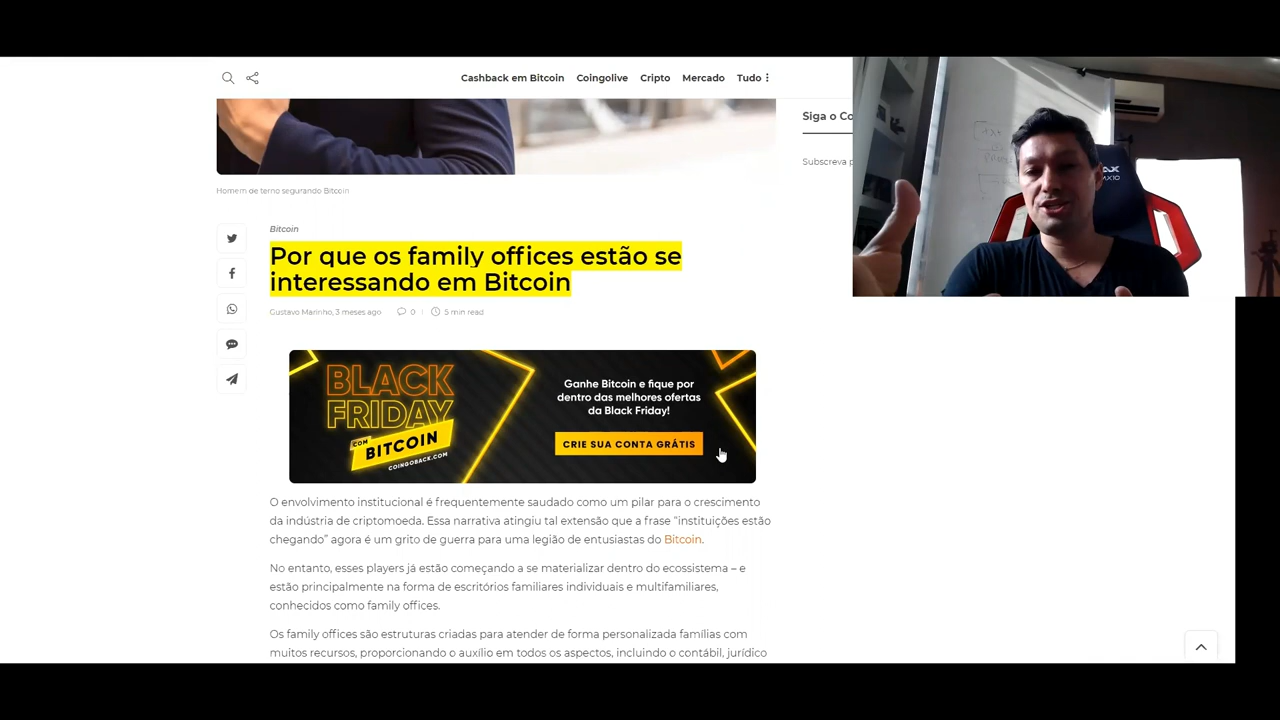 Cashback em Bitcoin Coingolive Cripto Mercado Tudo
Siga o Co
Subscreva p
Homem de terno segurando Bitcoin
Bitcoin
Por que os family offices estão se
interessando em Bitcoin
Gustavo Marinho, 3 meses ago 0 5 min read
BLACK
FRIDAY
COM
BITCOIN
COINGOBACK.COM
Ganhe Bitcoin e fique por
dentro das melhores ofertas
da Black Friday!
CRIE SUA CONTA GRÁTIS
O envolvimento institucional é frequentemente saudado como um pilar para o crescimento
da indústria de criptomoeda. Essa narrativa atingiu tal extensão que a frase "instituições estão
chegando" agora é um grito de guerra para uma legião de entusiastas do Bitcoin.
No entanto, esses players já estão começando a se materializar dentro do ecossistema – e
estão principalmente na forma de escritórios familiares individuais e multifamiliares,
conhecidos como family offices.
Os family offices são estruturas criadas para atender de forma personalizada famílias com
muitos recursos, proporcionando o auxílio em todos os aspectos, incluindo o contábil, jurídico